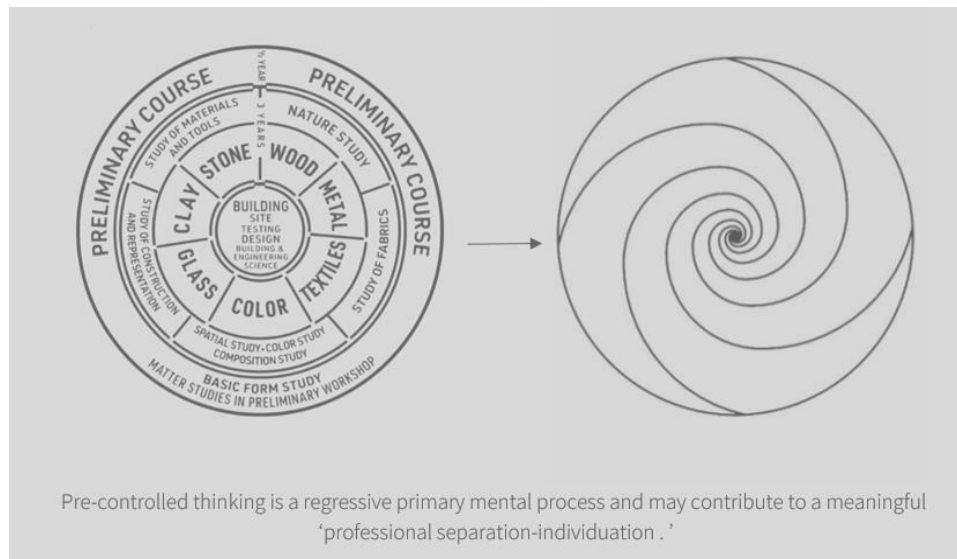 PRELIMINARY COURSE
PRELIMINARY COURSE
½ YEAR
3 YEARS
STUDY OF MATERIALS
AND TOOLS
NATURE STUDY
STUDY OF FABRICS
SPATIAL STUDY•COLOR STUDY
COMPOSITION STUDY
STUDY OF CONSTRUCTION
AND REPRESENTATION
STONE
WOOD
METAL
TEXTILES
COLOR
GLASS
CLAY
BUILDING
SITE
TESTING
DESIGN
BUILDING &
ENGINEERING
SCIENCE
BASIC FORM STUDY
MATTER STUDIES IN PRELIMINARY WORKSHOP
Pre-controlled thinking is a regressive primary mental process and may contribute to a meaningful
‘professional separation-individuation . ’